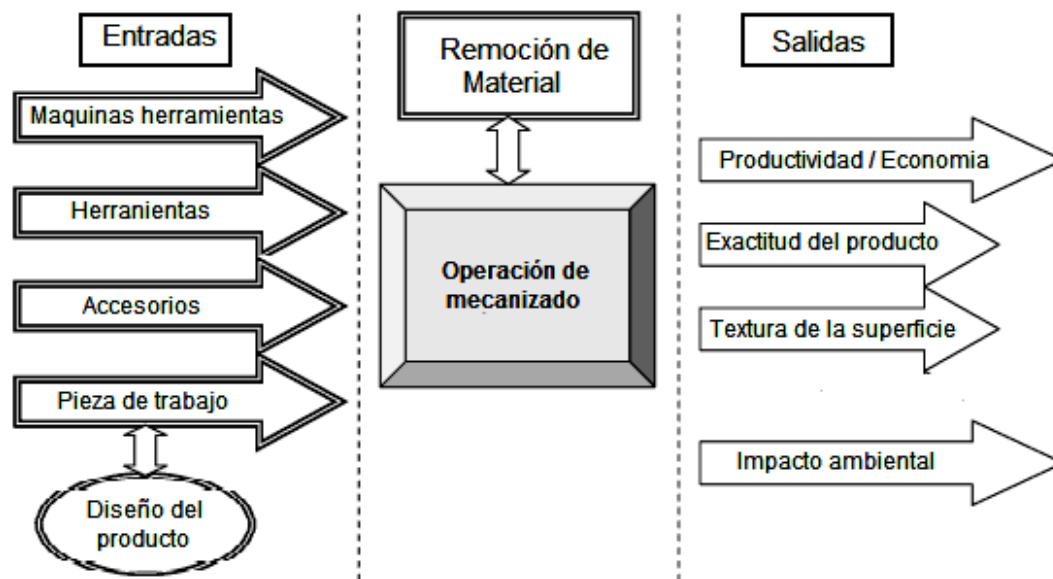 Entradas
Maquinas herramientas
Herranientas
Accesorios
Pieza de trabajo
Diseño del
producto
Remoción de
Material
Operación de
mecanizado
Salidas
Productividad / Economia
Exactitud del producto
Textura de la superficie
Impacto ambiental